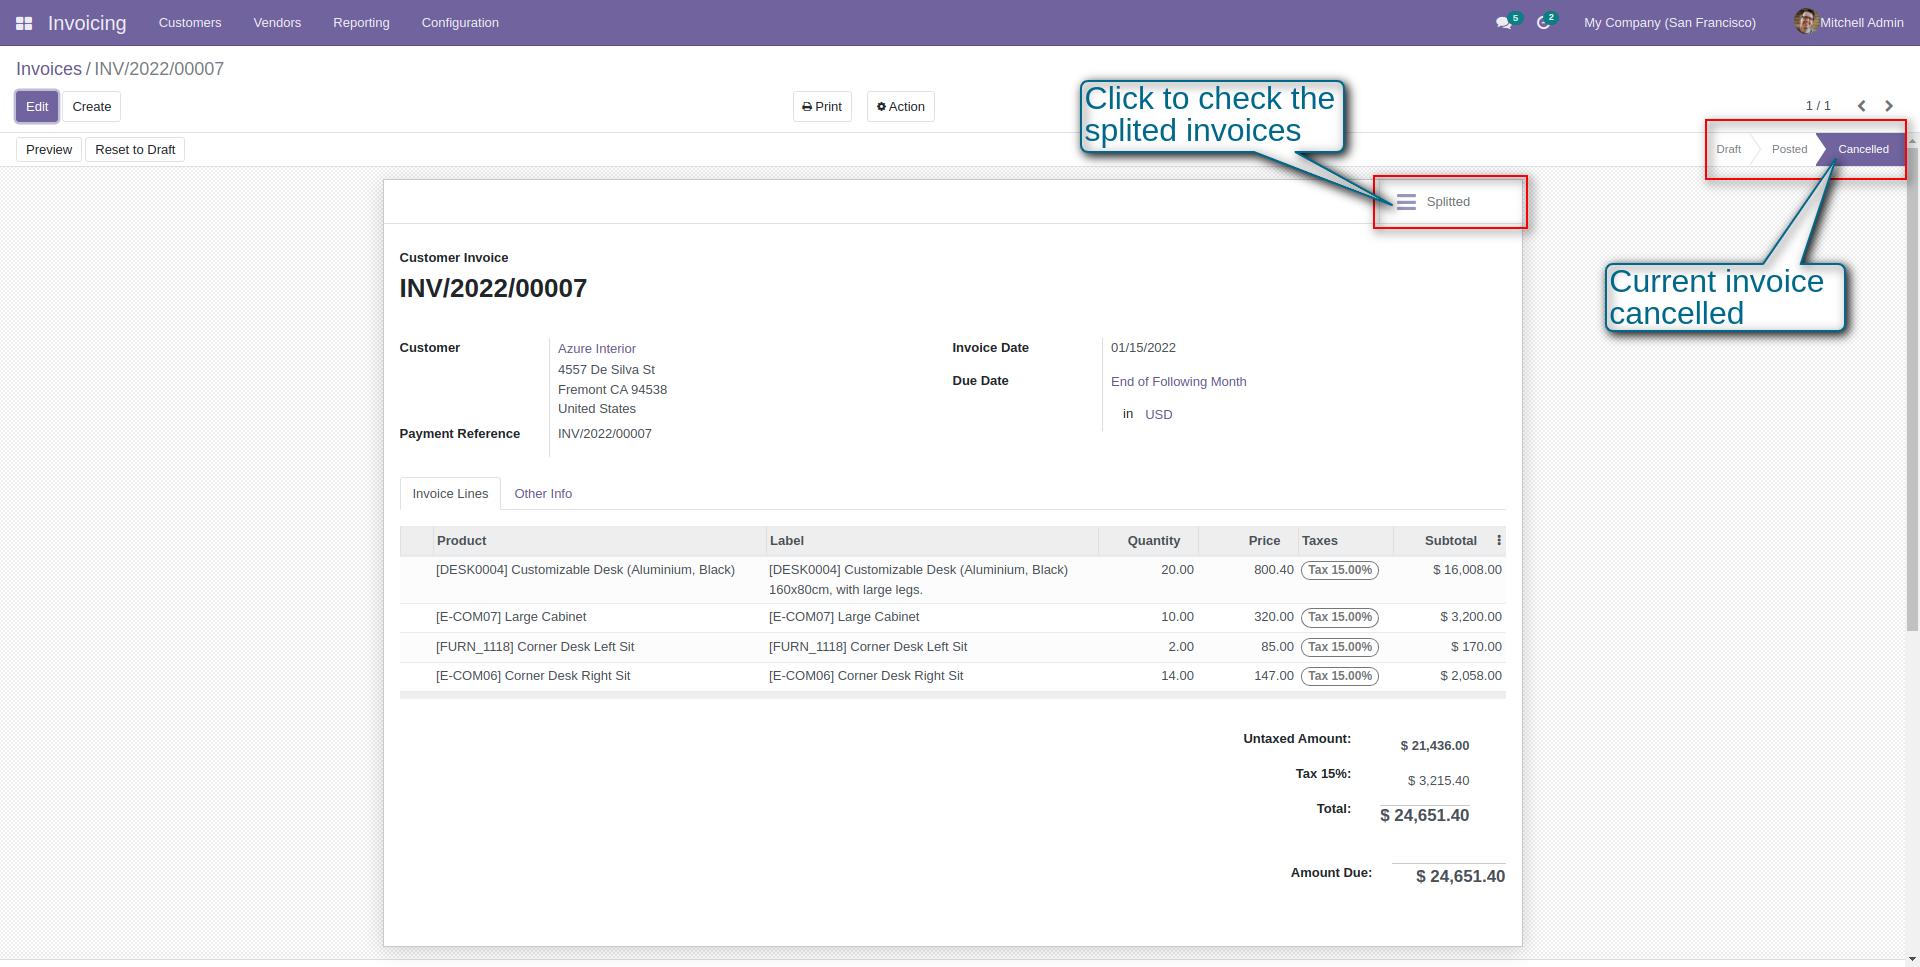 Invoicing Customers Vendors Reporting Configuration 5 2 My Company (San Francisco) Mitchell Admin
Invoices / INV/2022/00007
Edit Create Print Action 1 / 1
Click to check the
splited invoices
Preview Reset to Draft Draft Posted Cancelled
Splitted
Current invoice
cancelled
Customer Invoice
INV/2022/00007
Customer Azure Interior
4557 De Silva St
Fremont CA 94538
United States
Payment Reference INV/2022/00007
Invoice Date 01/15/2022
Due Date End of Following Month
in USD
Invoice Lines Other Info
Product Label Quantity Price Taxes Subtotal
[DESK0004] Customizable Desk (Aluminium, Black) [DESK0004] Customizable Desk (Aluminium, Black) 20.00 800.40 Tax 15.00% $ 16,008.00
160x80cm, with large legs.
[E-COM07] Large Cabinet [E-COM07] Large Cabinet 10.00 320.00 Tax 15.00% $ 3,200.00
[FURN_1118] Corner Desk Left Sit [FURN_1118] Corner Desk Left Sit 2.00 85.00 Tax 15.00% $ 170.00
[E-COM06] Corner Desk Right Sit [E-COM06] Corner Desk Right Sit 14.00 147.00 Tax 15.00% $ 2,058.00
Untaxed Amount: $ 21,436.00
Tax 15%: $ 3,215.40
Total: $ 24,651.40
Amount Due: $ 24,651.40